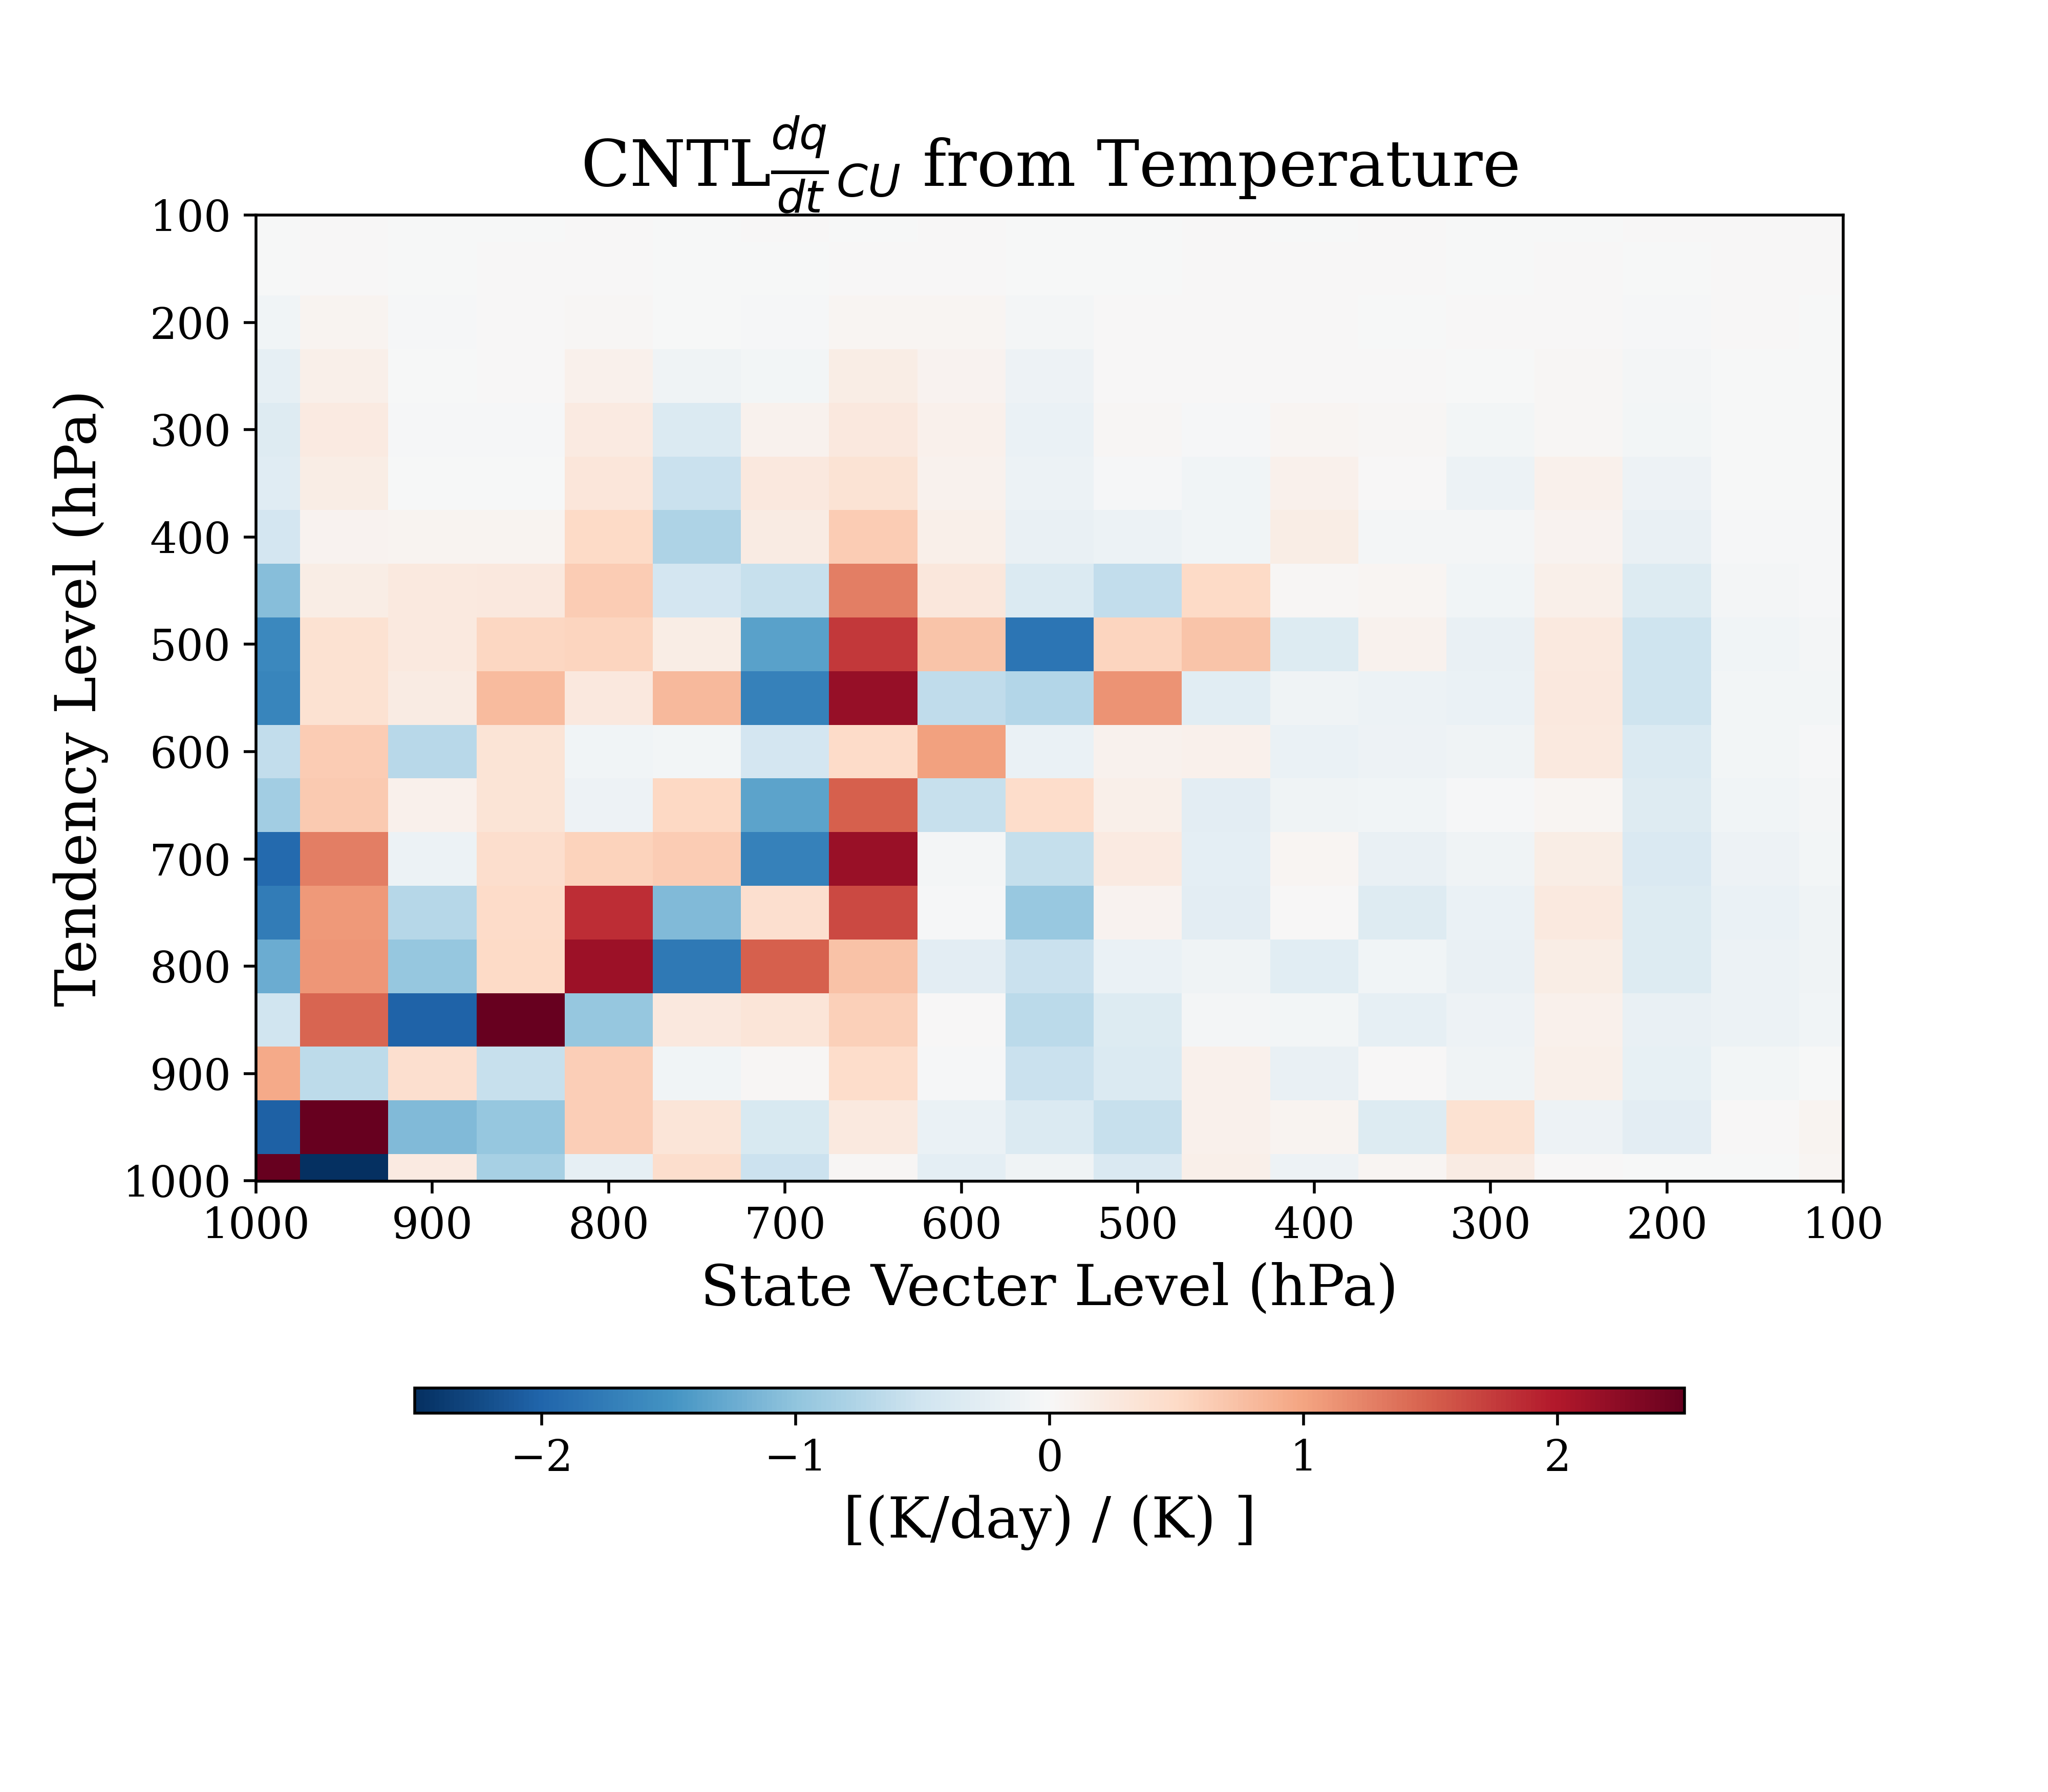 CNTL dq/dt CU from Temperature
Tendency Level (hPa)
100
200
300
400
500
600
700
800
900
1000
1000 900 800 700 600 500 400 300 200 100
State Vecter Level (hPa)
−2 −1 0 1 2
[(K/day) / (K) ]